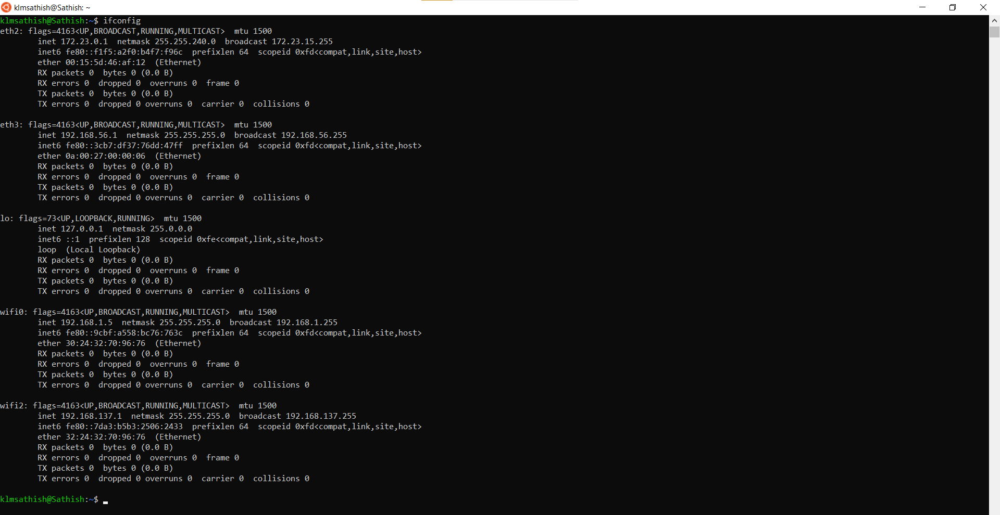 klmsathish@Sathish: ~
klmsathish@Sathish:~$ ifconfig
eth2: flags=4163<UP,BROADCAST,RUNNING,MULTICAST>  mtu 1500
        inet 172.23.0.1  netmask 255.255.240.0  broadcast 172.23.15.255
        inet6 fe80::f1f5:a2f0:b4f7:f96c  prefixlen 64  scopeid 0xfd<compat,link,site,host>
        ether 00:15:5d:46:af:12  (Ethernet)
        RX packets 0  bytes 0 (0.0 B)
        RX errors 0  dropped 0  overruns 0  frame 0
        TX packets 0  bytes 0 (0.0 B)
        TX errors 0  dropped 0 overruns 0  carrier 0  collisions 0

eth3: flags=4163<UP,BROADCAST,RUNNING,MULTICAST>  mtu 1500
        inet 192.168.56.1  netmask 255.255.255.0  broadcast 192.168.56.255
        inet6 fe80::3cb7:df37:76dd:47ff  prefixlen 64  scopeid 0xfd<compat,link,site,host>
        ether 0a:00:27:00:00:06  (Ethernet)
        RX packets 0  bytes 0 (0.0 B)
        RX errors 0  dropped 0  overruns 0  frame 0
        TX packets 0  bytes 0 (0.0 B)
        TX errors 0  dropped 0 overruns 0  carrier 0  collisions 0

lo: flags=73<UP,LOOPBACK,RUNNING>  mtu 1500
        inet 127.0.0.1  netmask 255.0.0.0
        inet6 ::1  prefixlen 128  scopeid 0xfe<compat,link,site,host>
        loop  (Local Loopback)
        RX packets 0  bytes 0 (0.0 B)
        RX errors 0  dropped 0  overruns 0  frame 0
        TX packets 0  bytes 0 (0.0 B)
        TX errors 0  dropped 0 overruns 0  carrier 0  collisions 0

wifi0: flags=4163<UP,BROADCAST,RUNNING,MULTICAST>  mtu 1500
        inet 192.168.1.5  netmask 255.255.255.0  broadcast 192.168.1.255
        inet6 fe80::9cbf:a558:bc76:763c  prefixlen 64  scopeid 0xfd<compat,link,site,host>
        ether 30:24:32:70:96:76  (Ethernet)
        RX packets 0  bytes 0 (0.0 B)
        RX errors 0  dropped 0  overruns 0  frame 0
        TX packets 0  bytes 0 (0.0 B)
        TX errors 0  dropped 0 overruns 0  carrier 0  collisions 0

wifi2: flags=4163<UP,BROADCAST,RUNNING,MULTICAST>  mtu 1500
        inet 192.168.137.1  netmask 255.255.255.0  broadcast 192.168.137.255
        inet6 fe80::7da3:b5b3:2506:2433  prefixlen 64  scopeid 0xfd<compat,link,site,host>
        ether 32:24:32:70:96:76  (Ethernet)
        RX packets 0  bytes 0 (0.0 B)
        RX errors 0  dropped 0  overruns 0  frame 0
        TX packets 0  bytes 0 (0.0 B)
        TX errors 0  dropped 0 overruns 0  carrier 0  collisions 0

klmsathish@Sathish:~$